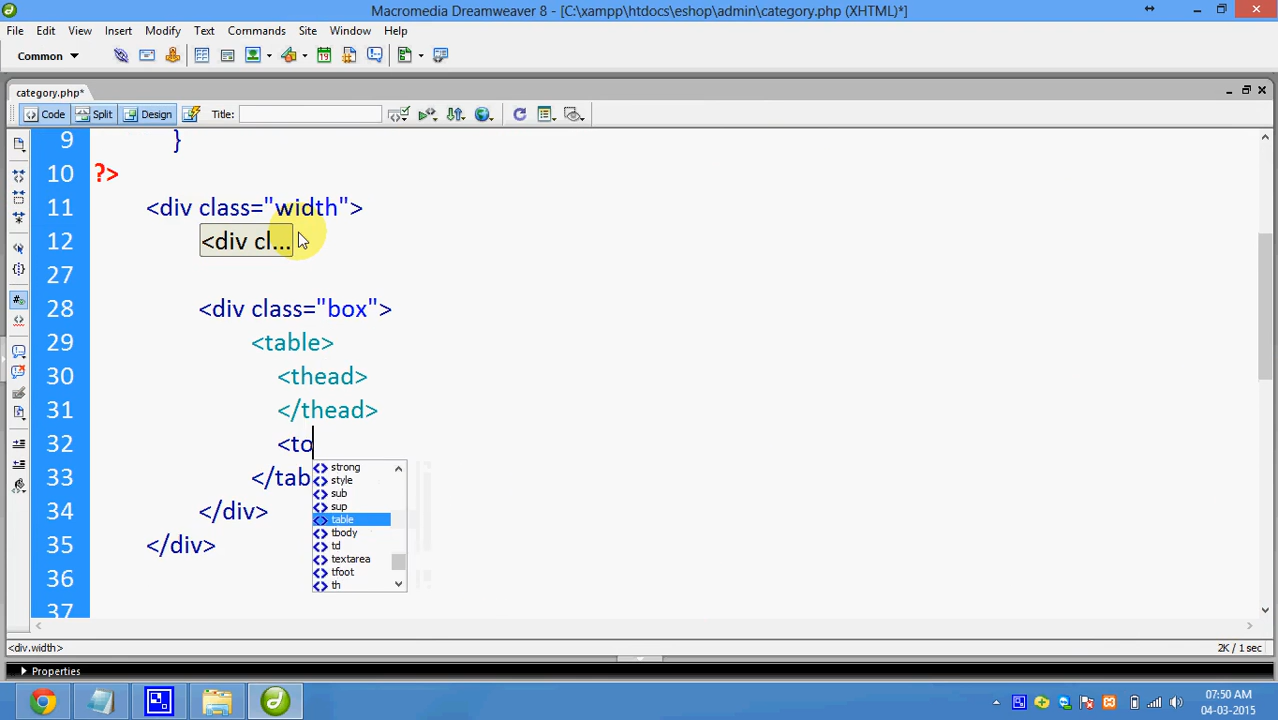 Macromedia Dreamweaver 8 - [C:\xampp\htdocs\eshop\admin\category.php (XHTML)*]
File Edit View Insert Modify Text Commands Site Window Help
Common
category.php*
Code Split Design Title:
9 }
10 ?>
11 <div class="width">
12 <div cl...
27
28 <div class="box">
29 <table>
30 <thead>
31 </thead>
32 <to
33 </tab
34 </div>
35 </div>
36
37
strong
style
sub
sup
table
tbody
td
textarea
tfoot
th
<div.width> 2K / 1 sec
Properties
07:50 AM
04-03-2015